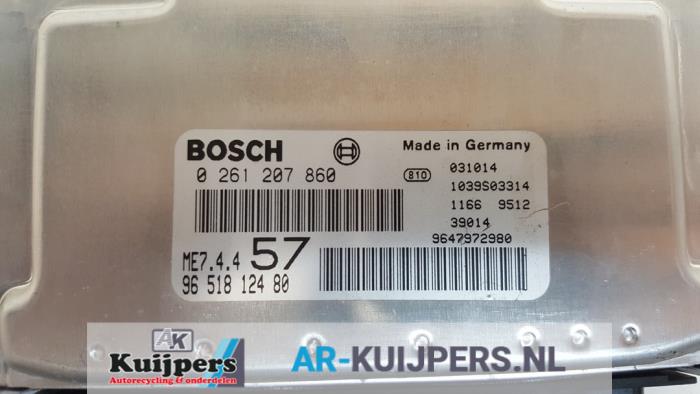 BOSCH
Made in Germany
0 261 207 860
810
031014
1039S03314
1166 9512
39014
9647972980
ME7.4.4 57
96 518 124 80
AK
Kuijpers
Autorecycling & onderdelen
AR-KUIJPERS.NL